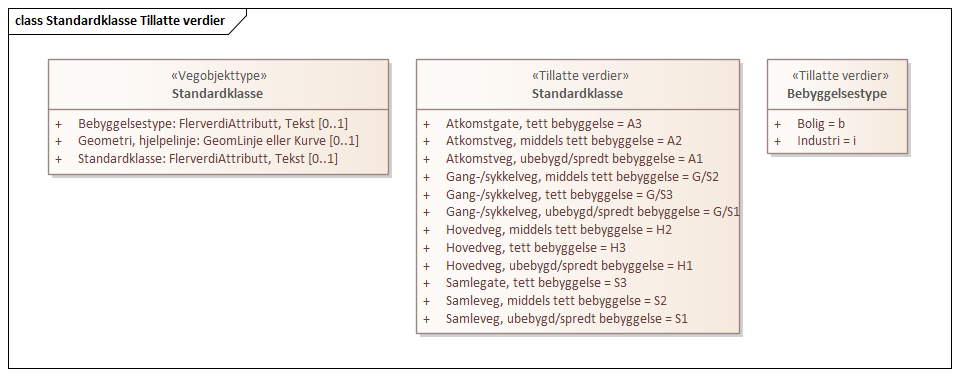 class Standardklasse Tillatte verdier
«Vegobjekttype»
Standardklasse
+ Bebyggelsestype: FlerverdiAttributt, Tekst [0..1]
+ Geometri, hjelpelinje: GeomLinje eller Kurve [0..1]
+ Standardklasse: FlerverdiAttributt, Tekst [0..1]
«Tillatte verdier»
Standardklasse
+ Atkomstgate, tett bebyggelse = A3
+ Atkomstveg, middels tett bebyggelse = A2
+ Atkomstveg, ubebygd/spredt bebyggelse = A1
+ Gang-/sykkelveg, middels tett bebyggelse = G/S2
+ Gang-/sykkelveg, tett bebyggelse = G/S3
+ Gang-/sykkelveg, ubebygd/spredt bebyggelse = G/S1
+ Hovedveg, middels tett bebyggelse = H2
+ Hovedveg, tett bebyggelse = H3
+ Hovedveg, ubebygd/spredt bebyggelse = H1
+ Samlegate, tett bebyggelse = S3
+ Samleveg, middels tett bebyggelse = S2
+ Samleveg, ubebygd/spredt bebyggelse = S1
«Tillatte verdier»
Bebyggelsestype
+ Bolig = b
+ Industri = i